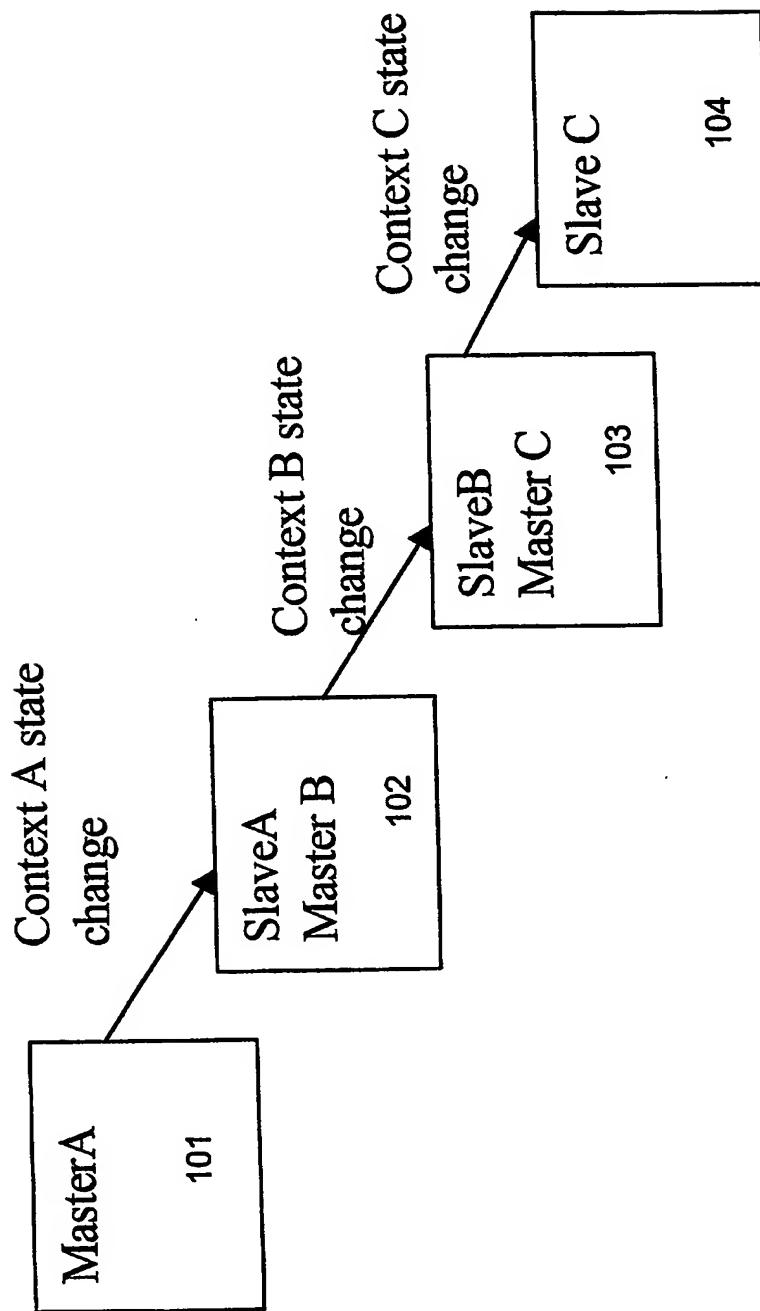 MasterA
101
Context A state
change
SlaveA
Master B
102
Context B state
change
SlaveB
Master C
103
Context C state
change
Slave C
104